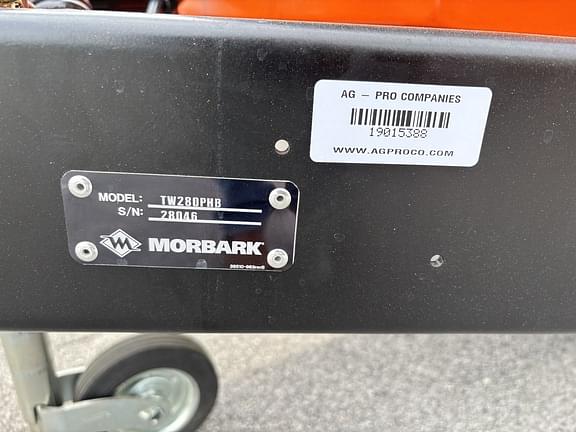 AG – PRO COMPANIES
19015388
WWW.AGPROCO.COM
MODEL: TW280PHB
S/N: 28046
MORBARK